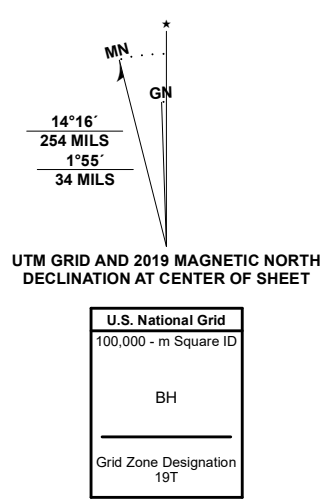 ★
MN
GN
14°16´
254 MILS
1°55´
34 MILS
UTM GRID AND 2019 MAGNETIC NORTH
DECLINATION AT CENTER OF SHEET
U.S. National Grid
100,000 - m Square ID
BH
Grid Zone Designation
19T